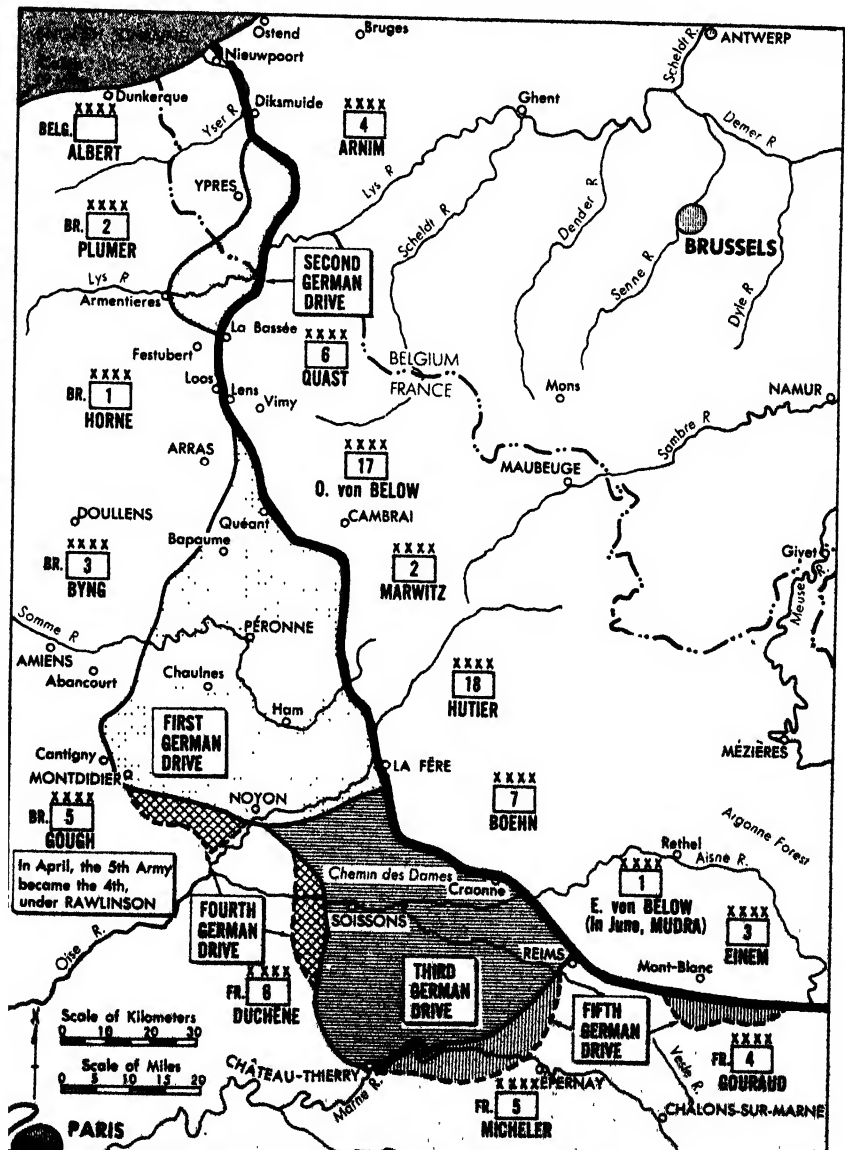 Ostend
Bruges
ANTWERP
Nieuwpoort
Scheldt R.
Dunkerque
Diksmuide
Ghent
XXXX
BELG.
ALBERT
Yser R
XXXX
4
ARNIM
Demer R
YPRES
Lys R
Scheldt R
Dender R
BRUSSELS
Senne R
Dyle R
XXXX
BR. 2
PLUMER
Lys R
Armentieres
SECOND
GERMAN
DRIVE
La Bassée
Festubert
XXXX
6
QUAST
BELGIUM
FRANCE
Loos
Lens
Vimy
Mons
NAMUR
XXXX
BR. 1
HORNE
Sambre R
ARRAS
XXXX
17
O. von BELOW
MAUBEUGE
DOULLENS
Quéant
CAMBRAI
Bapaume
XXXX
BR. 3
BYNG
XXXX
2
MARWITZ
Givet
Meuse R.
Somme R
PÉRONNE
AMIENS
Abancourt
Chaulnes
Ham
XXXX
18
HUTIER
FIRST
GERMAN
DRIVE
Cantigny
MONTDIDIER
LA FÊRE
MÉZIÈRES
NOYON
XXXX
BR. 5
GOUGH
XXXX
7
BOEHN
Argonne Forest
In April, the 5th Army
became the 4th,
under RAWLINSON
Chemin des Dames
Craonne
Rethel
Aisne R.
XXXX
1
E. von BELOW
(In June, MUDRA)
FOURTH
GERMAN
DRIVE
SOISSONS
XXXX
3
EINEM
Oise R.
REIMS
Mont-Blanc
THIRD
GERMAN
DRIVE
XXXX
FR. 6
DUCHÊNE
FIFTH
GERMAN
DRIVE
Scale of Kilometers
0 10 20 30
Scale of Miles
0 5 10 15 20
XXXX
FR. 4
GOURAUD
CHÂTEAU-THIERRY
Marne R.
Vesle R.
XXXX
FR. 5
MICHELER
ÉPERNAY
CHÂLONS-SUR-MARNE
PARIS